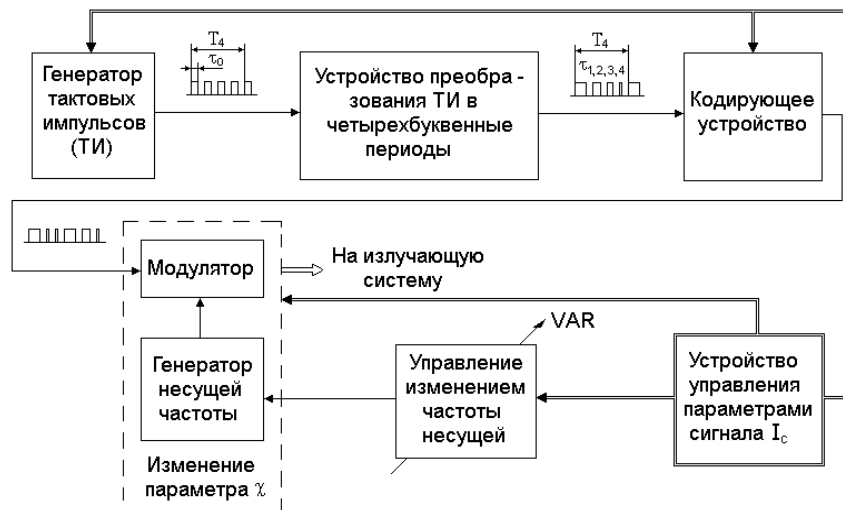 T4
τ0
T4
τ1,2,3,4
Генератор
тактовых
импульсов
(ТИ)
Устройство преобра -
зования ТИ в
четырехбуквенные
периоды
Кодирующее
устройство
Модулятор
На излучающую
систему
VAR
Генератор
несущей
частоты
Управление
изменением
частоты
несущей
Устройство
управления
параметрами
сигнала Ic
Изменение
параметра χ